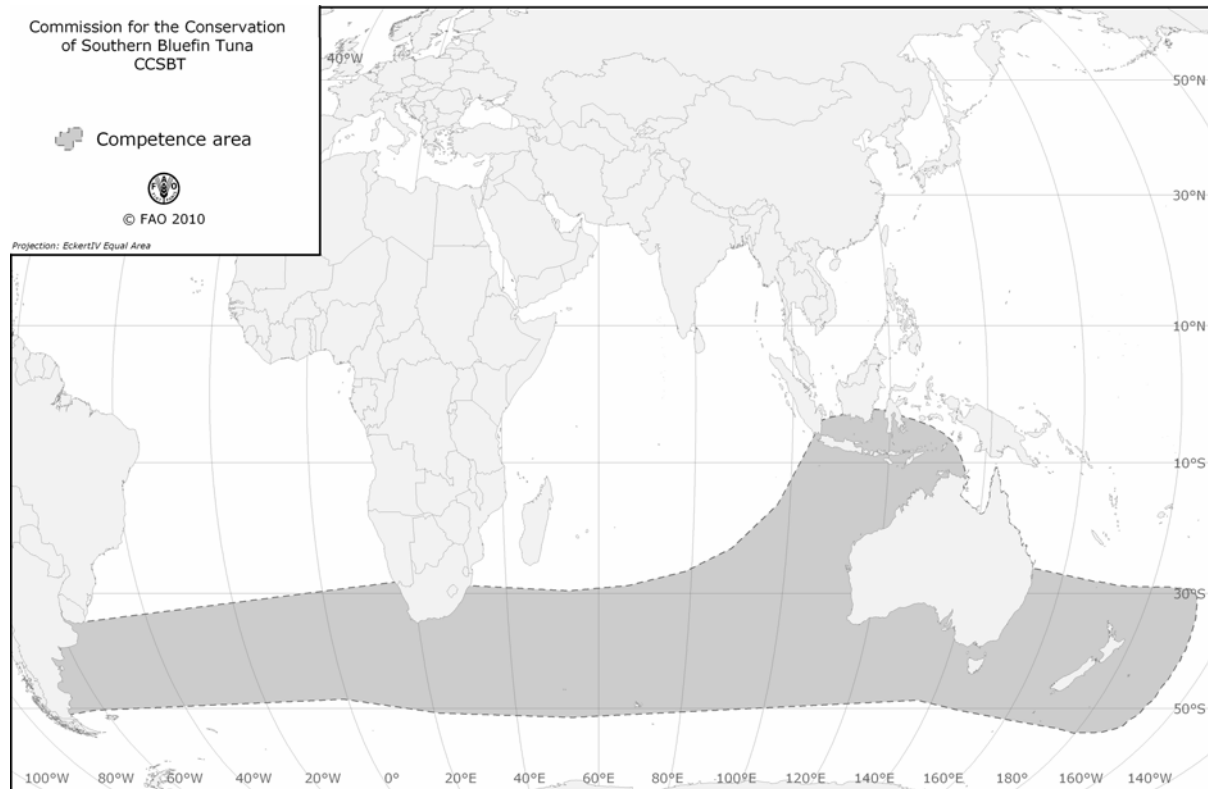 Commission for the Conservation
of Southern Bluefin Tuna
CCSBT
Competence area
FAO
© FAO 2010
Projection: EckertIV Equal Area
40°W
50°N
30°N
10°N
10°S
30°S
50°S
100°W 80°W 60°W 40°W 20°W 0° 20°E 40°E 60°E 80°E 100°E 120°E 140°E 160°E 180° 160°W 140°W